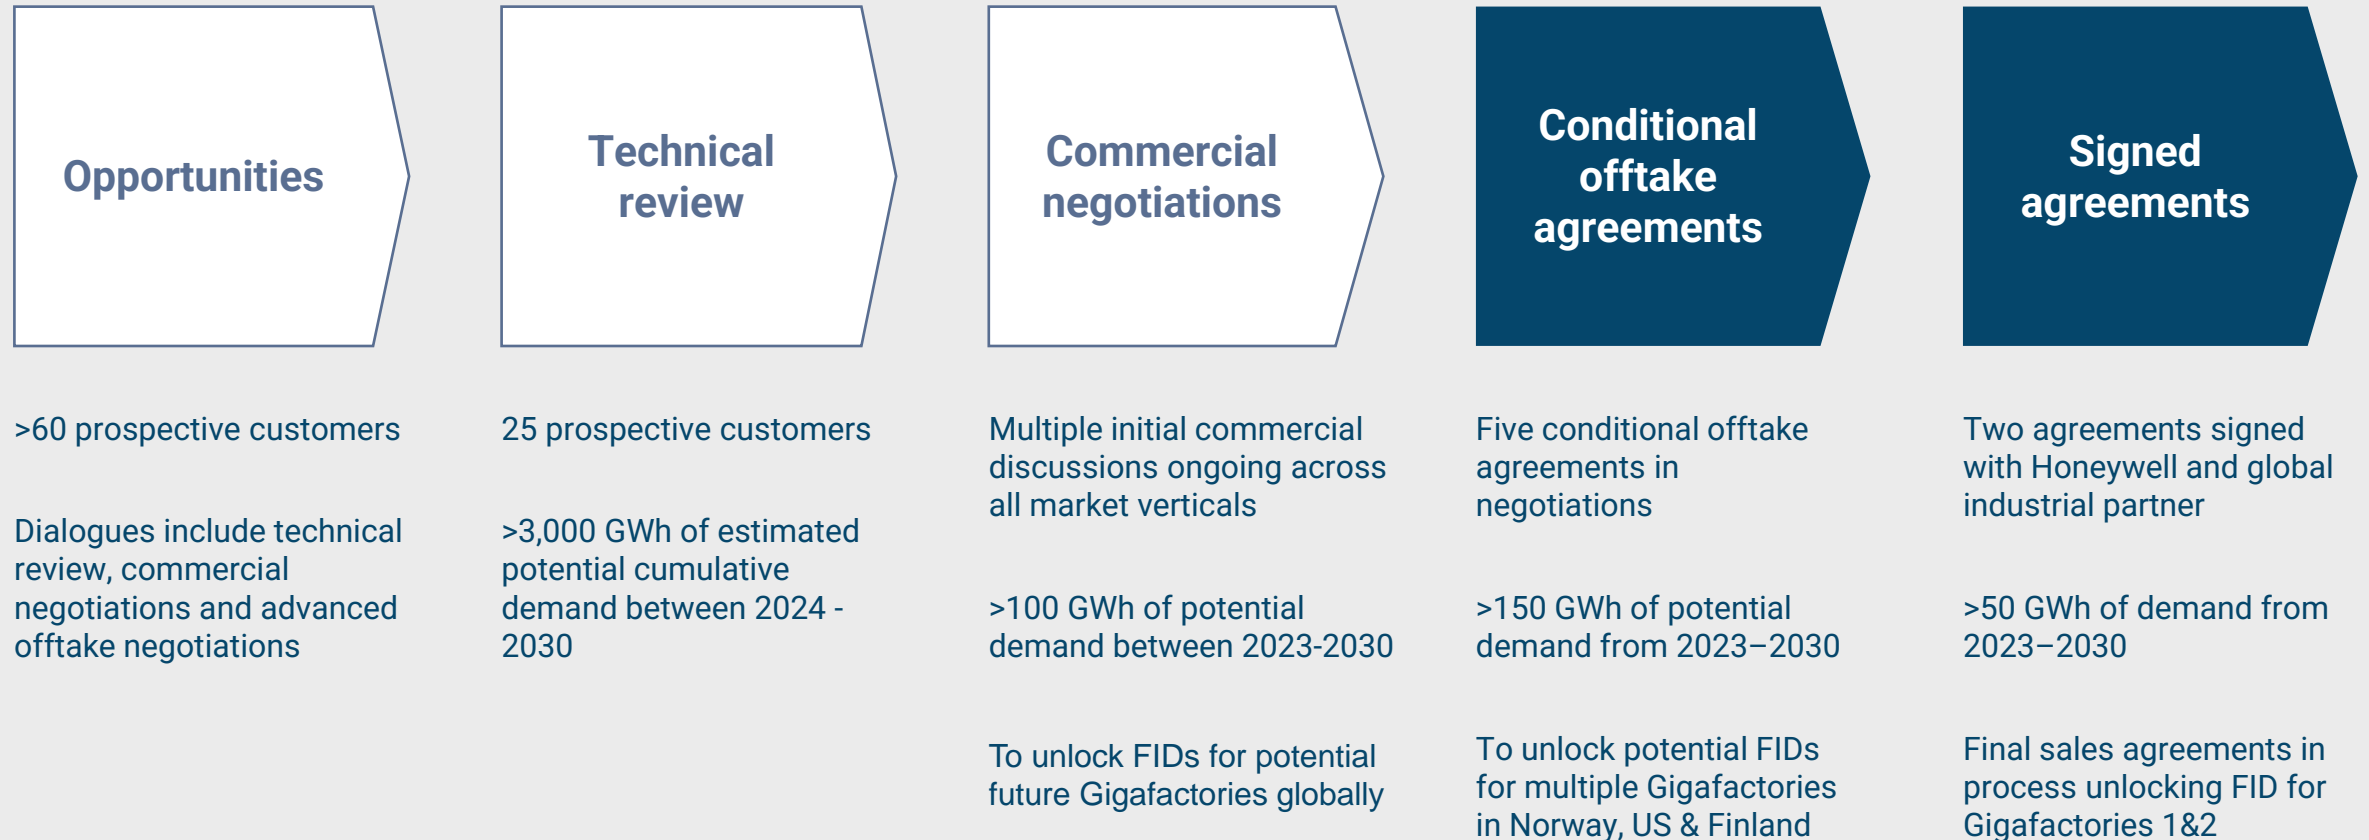 Opportunities
Technical
review
Commercial
negotiations
Conditional
offtake
agreements
Signed
agreements
>60 prospective customers
Dialogues include technical
review, commercial
negotiations and advanced
offtake negotiations
25 prospective customers
>3,000 GWh of estimated
potential cumulative
demand between 2024 -
2030
Multiple initial commercial
discussions ongoing across
all market verticals
>100 GWh of potential
demand between 2023-2030
To unlock FIDs for potential
future Gigafactories globally
Five conditional offtake
agreements in
negotiations
>150 GWh of potential
demand from 2023–2030
To unlock potential FIDs
for multiple Gigafactories
in Norway, US & Finland
Two agreements signed
with Honeywell and global
industrial partner
>50 GWh of demand from
2023–2030
Final sales agreements in
process unlocking FID for
Gigafactories 1&2